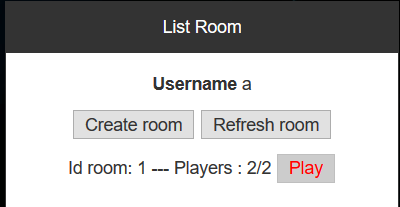 List Room
Username a
Create room Refresh room
Id room: 1 --- Players : 2/2 Play